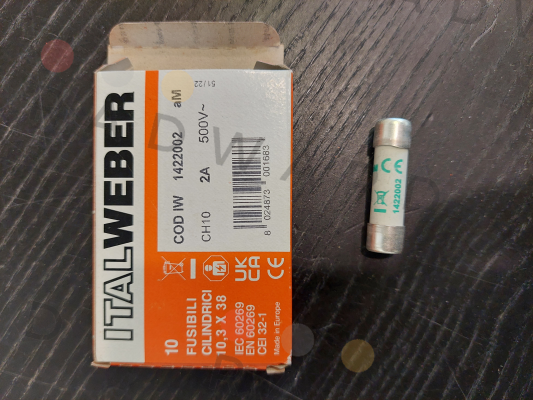 ITALWEBER
COD IW 1422002 aM
CH10 2A 500V~
51/22
8 024873 001683
UK
CA
CE
10 FUSIBILI
CILINDRICI
10,3 X 38
IEC 60269
EN 60269
CEI 32-1
Made in Europe
CE
1422002